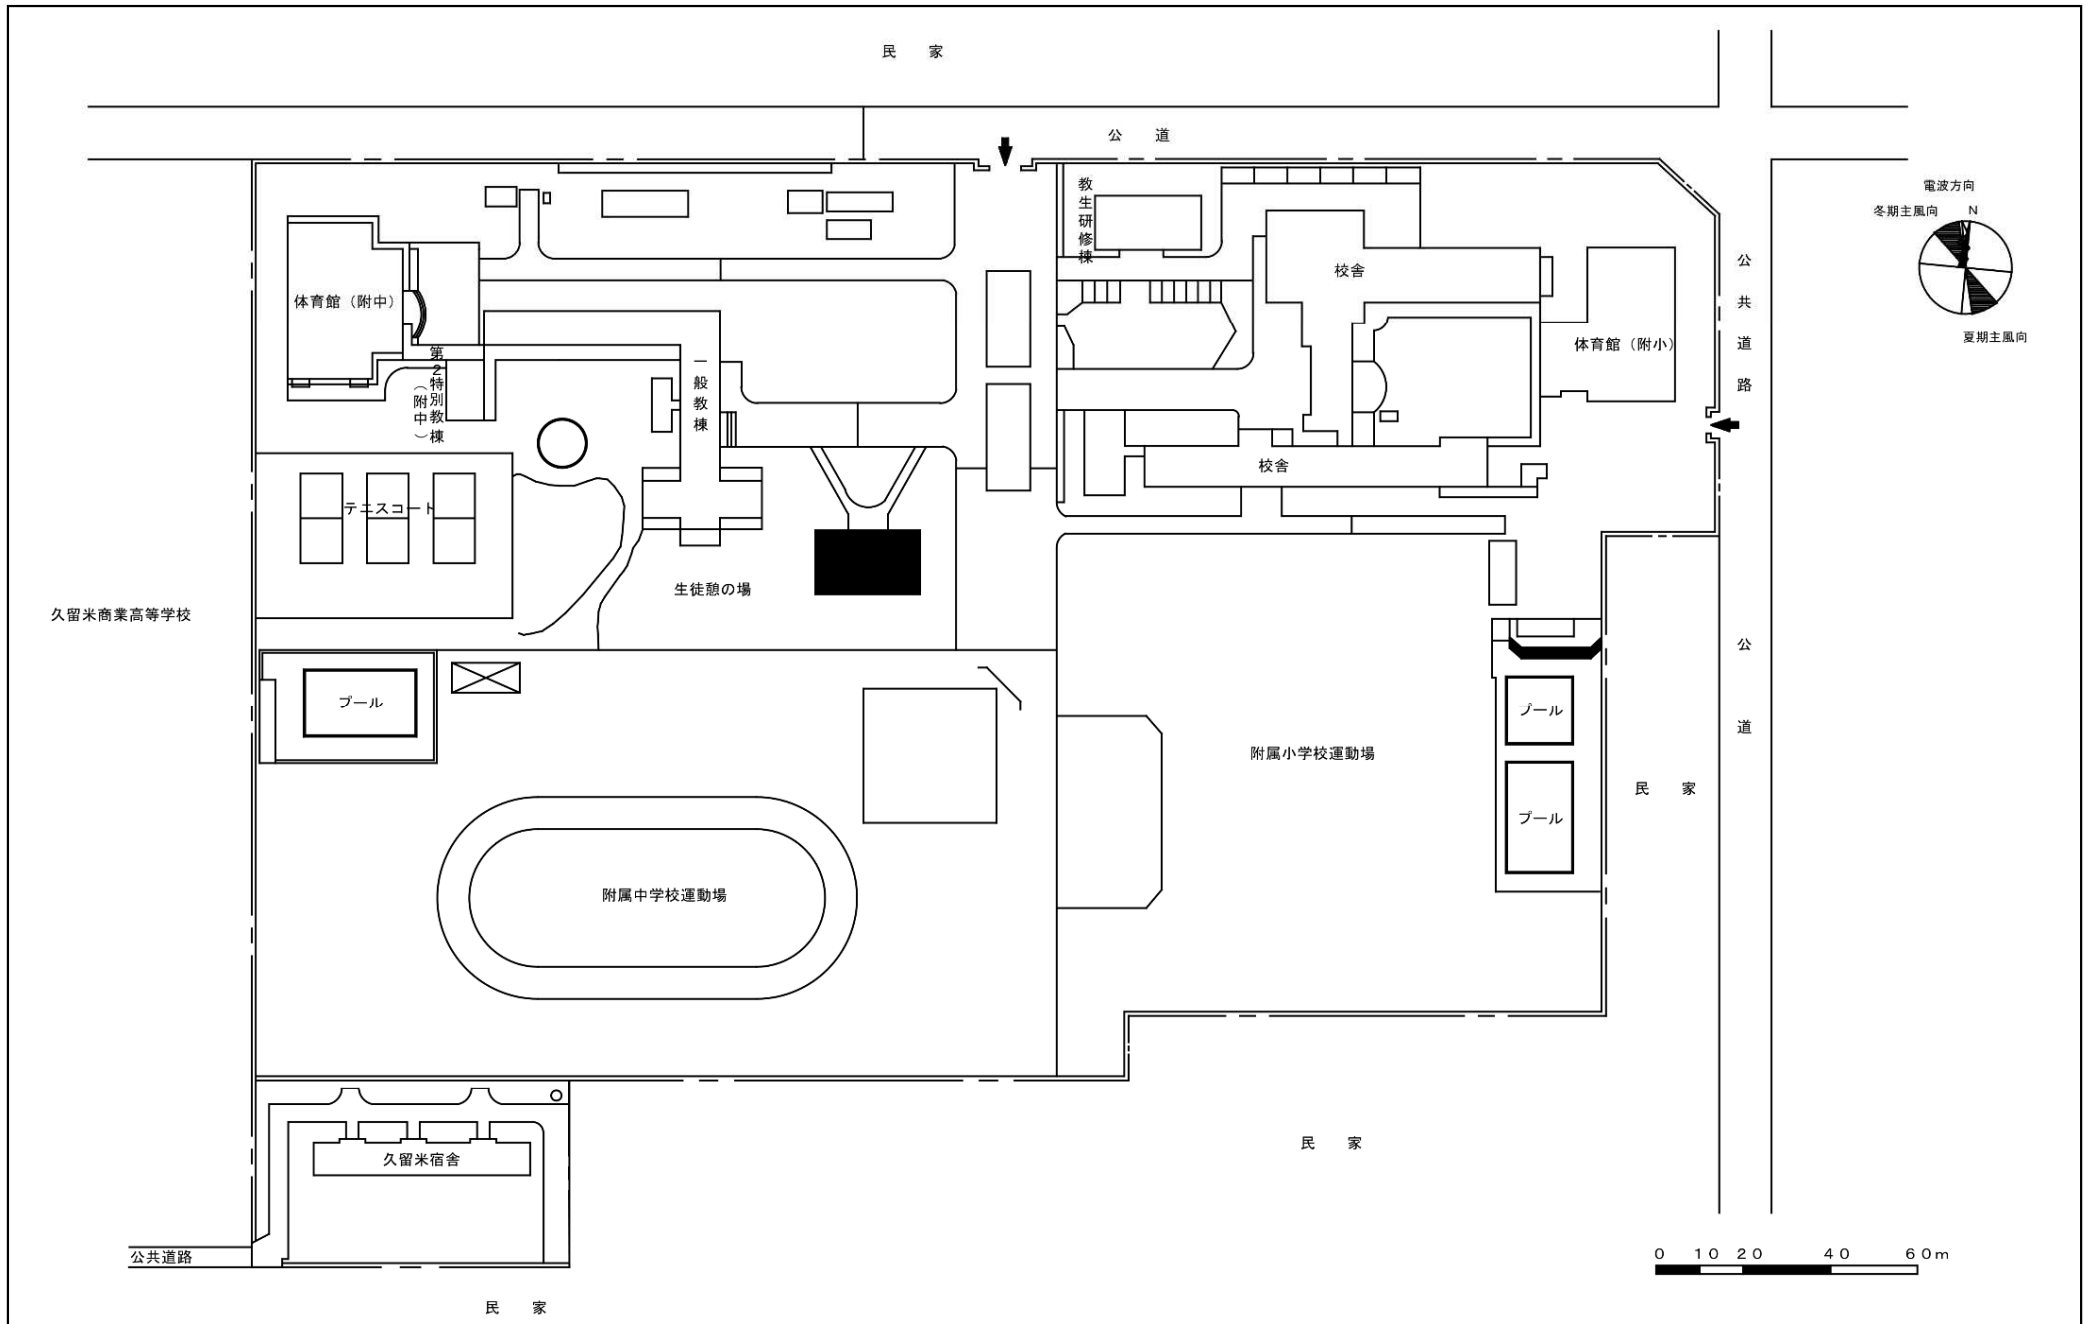 民　家
公　道
電波方向
冬期主風向　N
夏期主風向
教生研修棟
校舎
体育館（附中）
体育館（附小）
公共道路
第2特別教棟
（附中）
一般教棟
校舎
テニスコート
生徒憩の場
久留米商業高等学校
公　道
プール
プール
附属小学校運動場
民　家
プール
附属中学校運動場
民　家
久留米宿舎
公共道路
0　10　20　40　60m
民　家